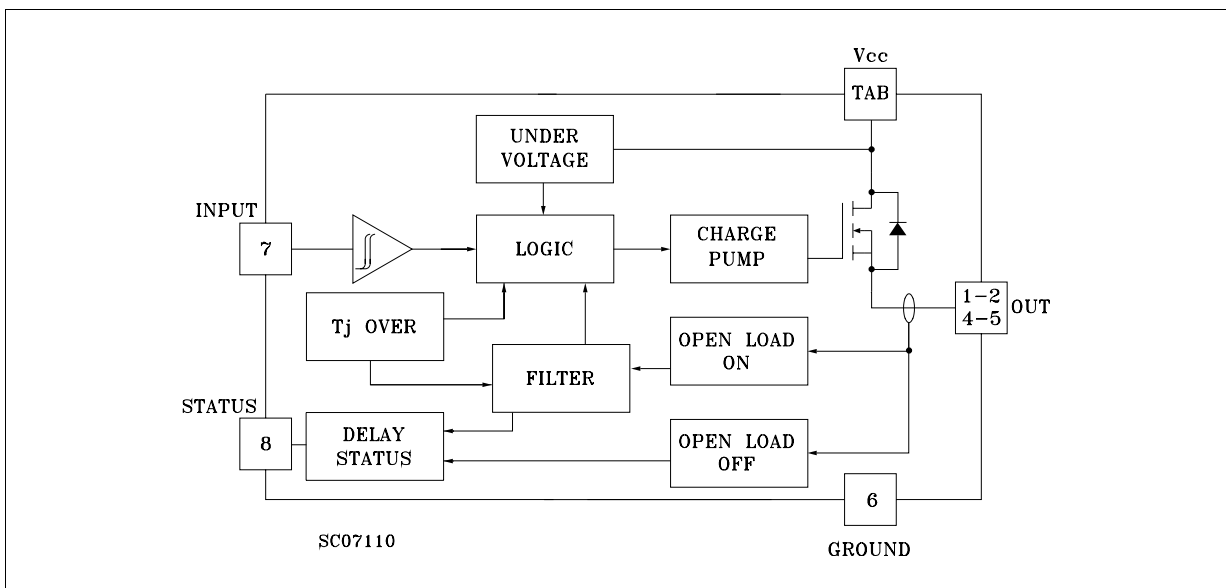 Vcc
TAB
UNDER
VOLTAGE
INPUT
7
LOGIC
CHARGE
PUMP
1-2
4-5
OUT
Tj OVER
OPEN LOAD
ON
FILTER
STATUS
8
DELAY
STATUS
OPEN LOAD
OFF
6
GROUND
SC07110